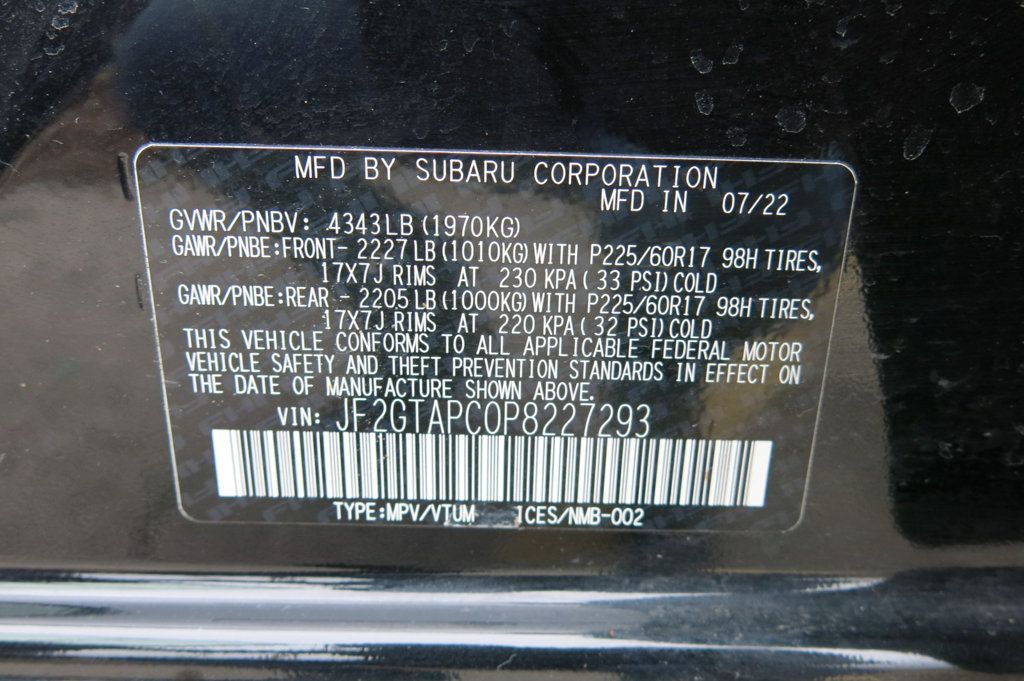 MFD BY SUBARU CORPORATION
MFD IN 07/22
GVWR/PNBV: 4343LB (1970KG)
GAWR/PNBE:FRONT- 2227LB (1010KG) WITH P225/60R17 98H TIRES,
17X7J RIMS AT 230 KPA ( 33 PSI) COLD
GAWR/PNBE:REAR - 2205LB (1000KG) WITH P225/60R17 98H TIRES,
17X7J RIMS AT 220 KPA ( 32 PSI) COLD
THIS VEHICLE CONFORMS TO ALL APPLICABLE FEDERAL MOTOR
VEHICLE SAFETY AND THEFT PREVENTION STANDARDS IN EFFECT ON
THE DATE OF MANUFACTURE SHOWN ABOVE.
VIN: JF2GTAPC0P8227293
TYPE:MPV/VTUM ICES/NMB-002